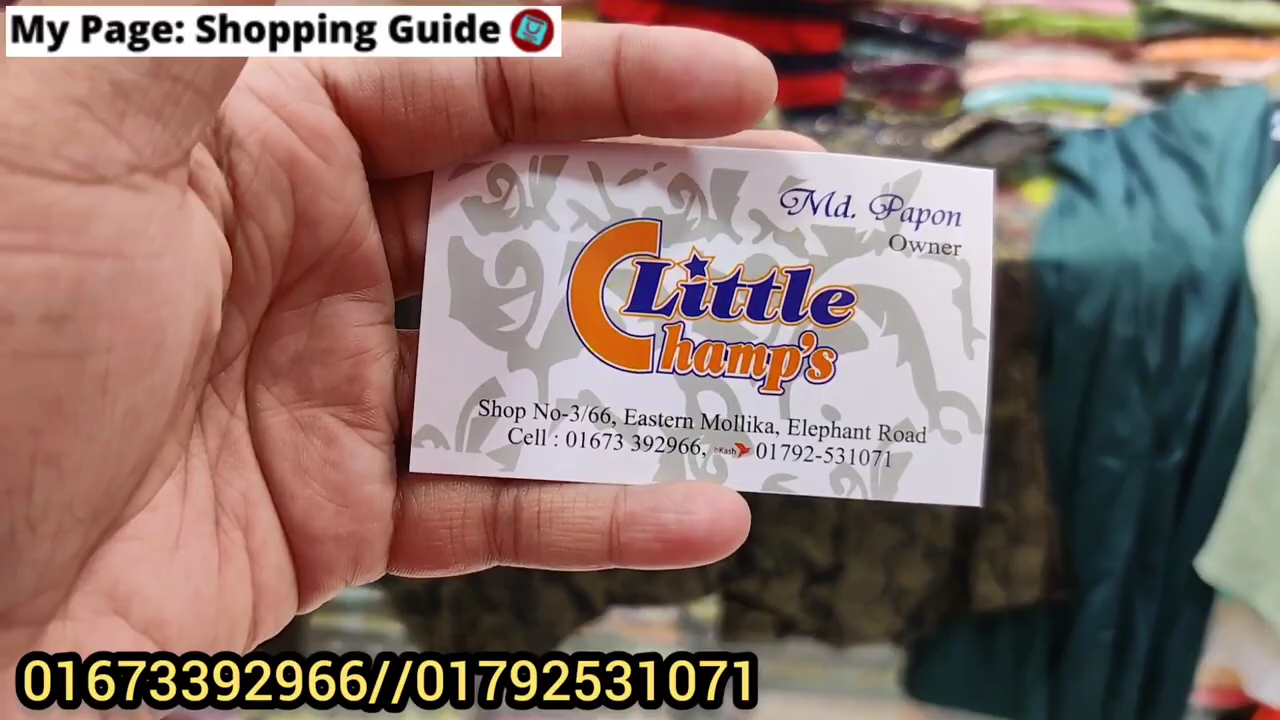 My Page: Shopping Guide
Md. Papon
Owner
Little
Champ's
Shop No-3/66, Eastern Mollika, Elephant Road
Cell : 01673 392966, bKash 01792-531071
01673392966//01792531071